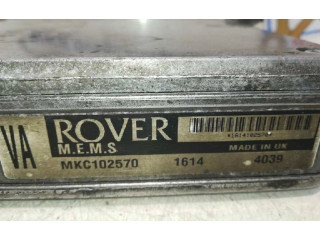 VA
ROVER
M.E.M.S
MADE IN UK
MKC102570 1614 4039